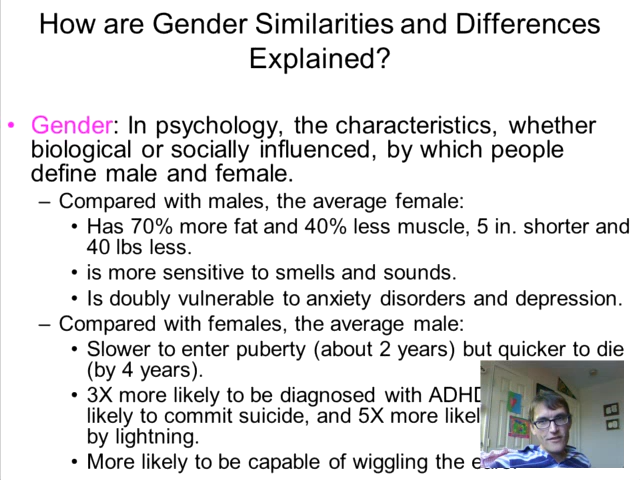 How are Gender Similarities and Differences
Explained?
• Gender: In psychology, the characteristics, whether
biological or socially influenced, by which people
define male and female.
– Compared with males, the average female:
• Has 70% more fat and 40% less muscle, 5 in. shorter and
40 lbs less.
• is more sensitive to smells and sounds.
• Is doubly vulnerable to anxiety disorders and depression.
– Compared with females, the average male:
• Slower to enter puberty (about 2 years) but quicker to die
(by 4 years).
• 3X more likely to be diagnosed with ADHD
likely to commit suicide, and 5X more likel
by lightning.
• More likely to be capable of wiggling the